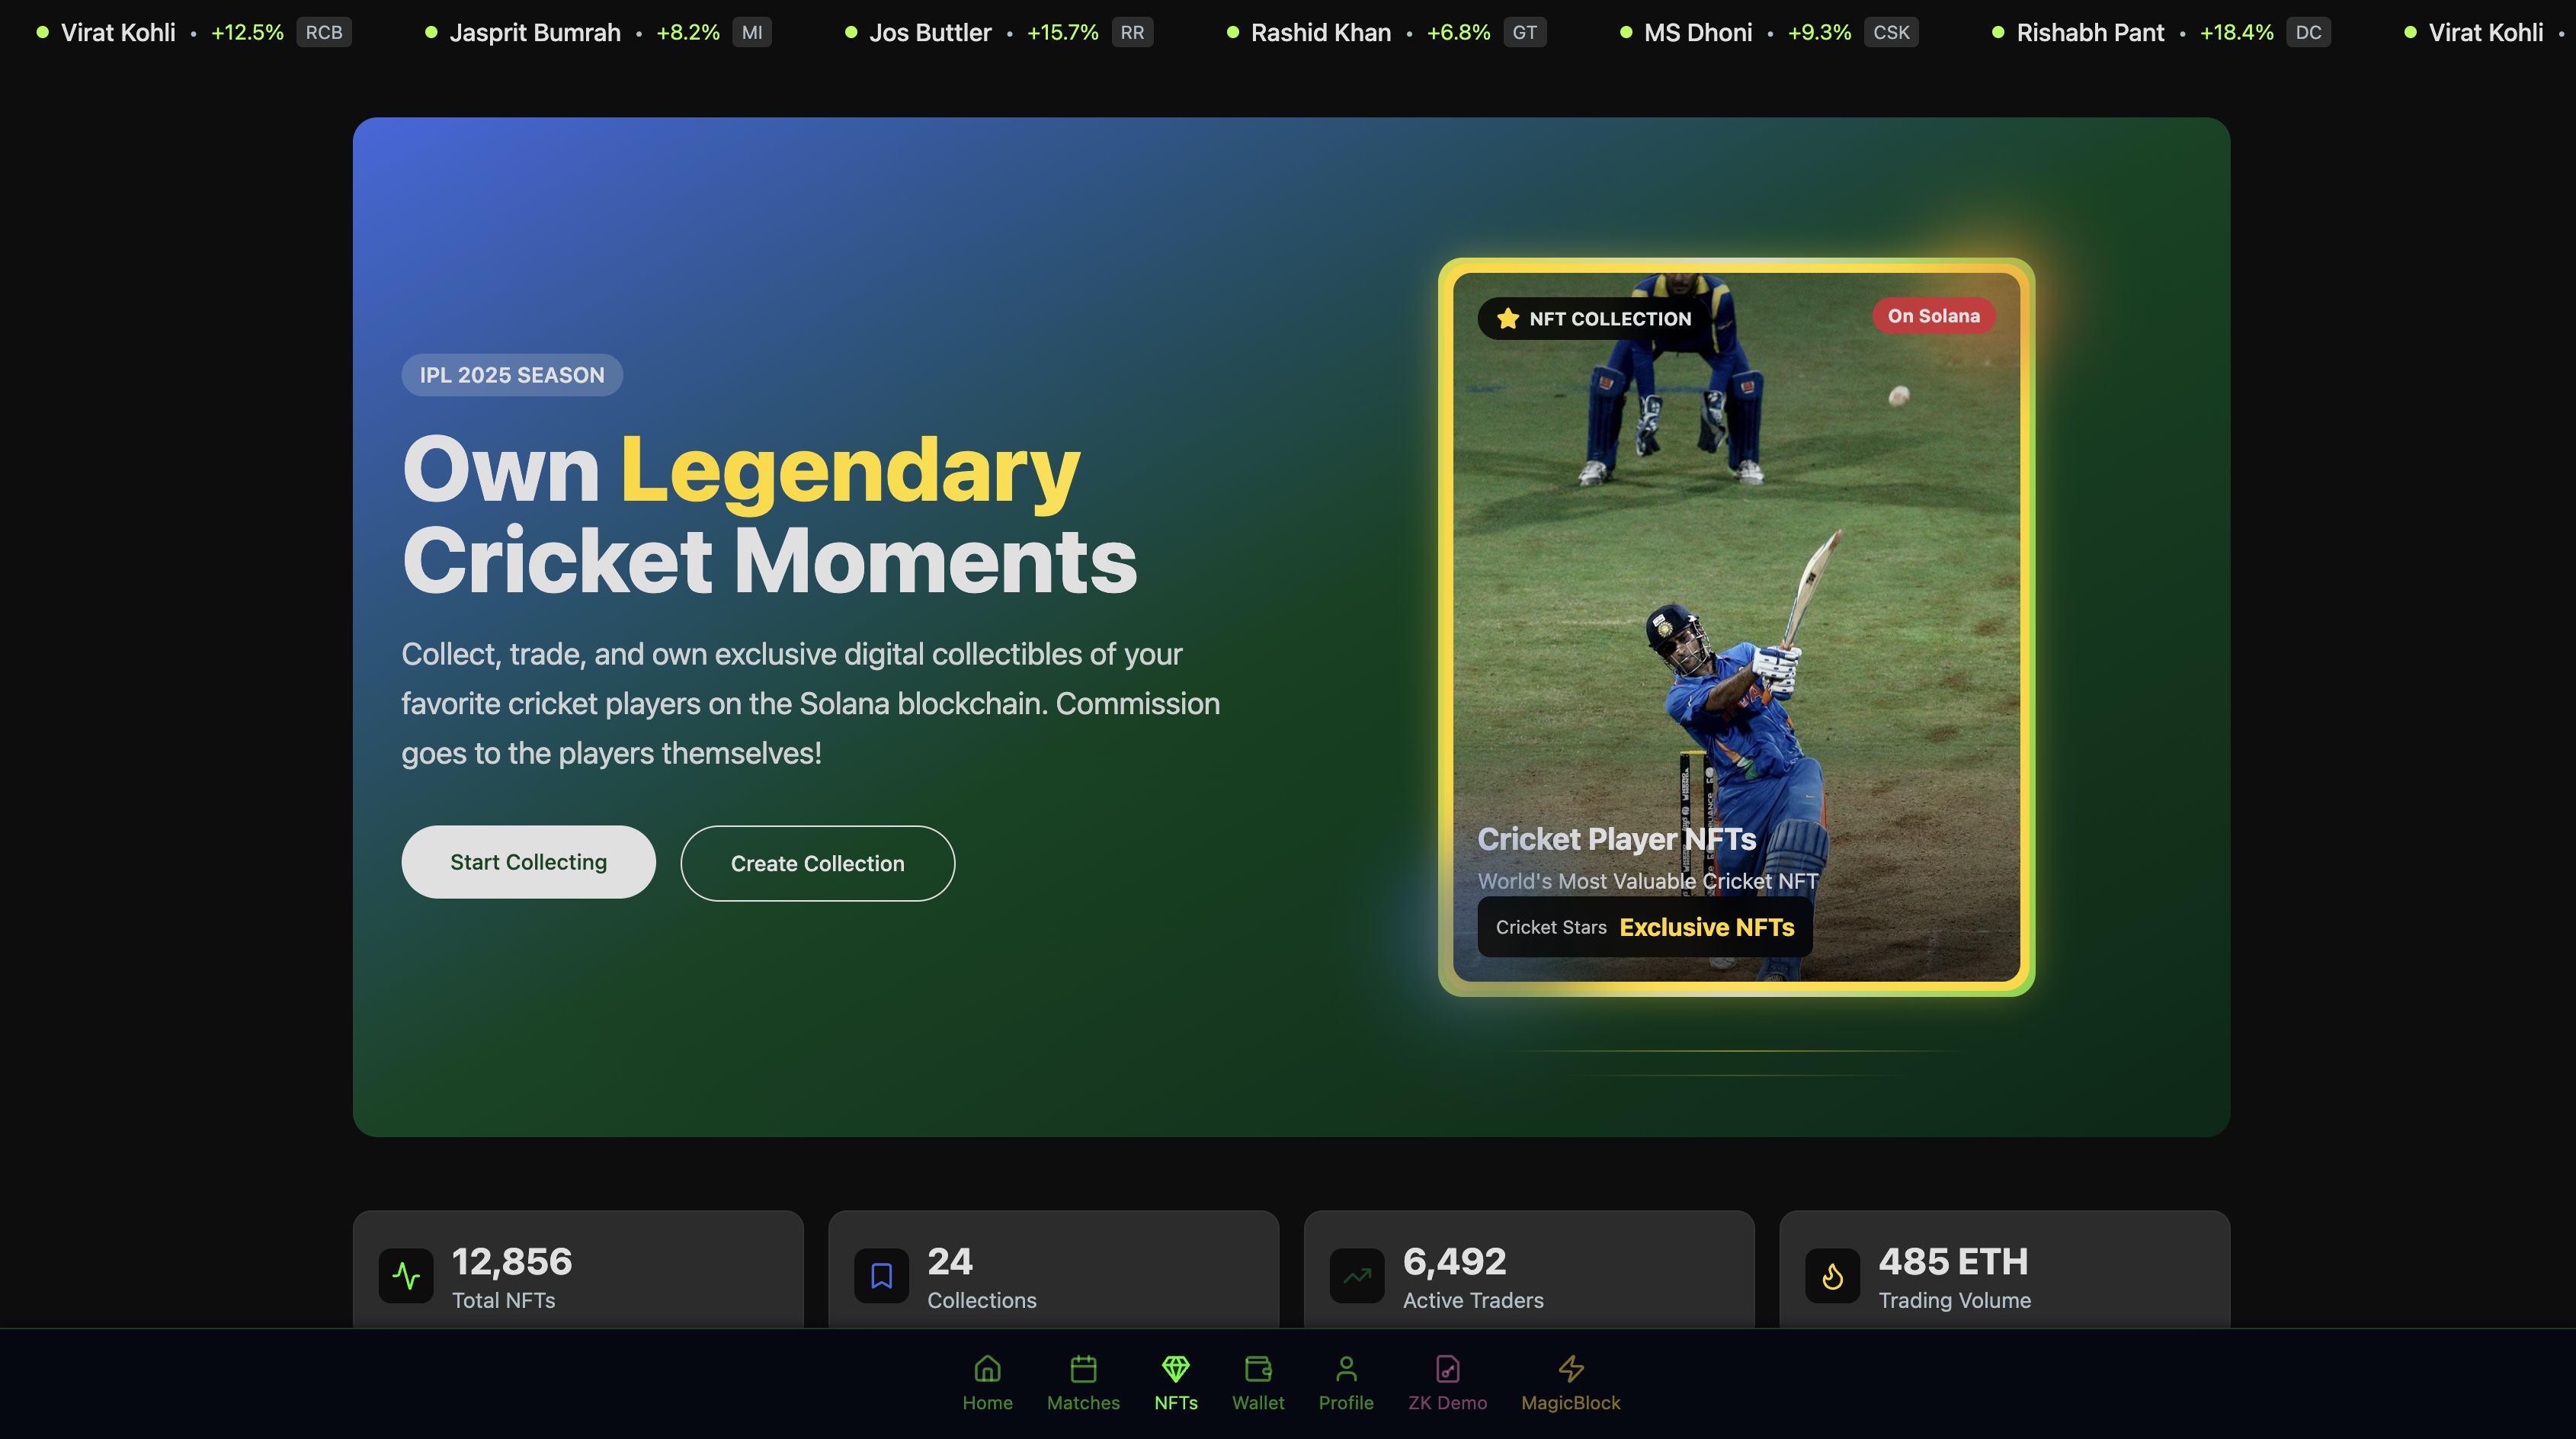 Virat Kohli • +12.5% RCB Jasprit Bumrah • +8.2% MI Jos Buttler • +15.7% RR Rashid Khan • +6.8% GT MS Dhoni • +9.3% CSK Rishabh Pant • +18.4% DC Virat Kohli •
IPL 2025 SEASON
Own Legendary
Cricket Moments
Collect, trade, and own exclusive digital collectibles of your
favorite cricket players on the Solana blockchain. Commission
goes to the players themselves!
Start Collecting
Create Collection
NFT COLLECTION
On Solana
Cricket Player NFTs
World's Most Valuable Cricket NFT
Cricket Stars Exclusive NFTs
12,856
Total NFTs
24
Collections
6,492
Active Traders
485 ETH
Trading Volume
Home
Matches
NFTs
Wallet
Profile
ZK Demo
MagicBlock